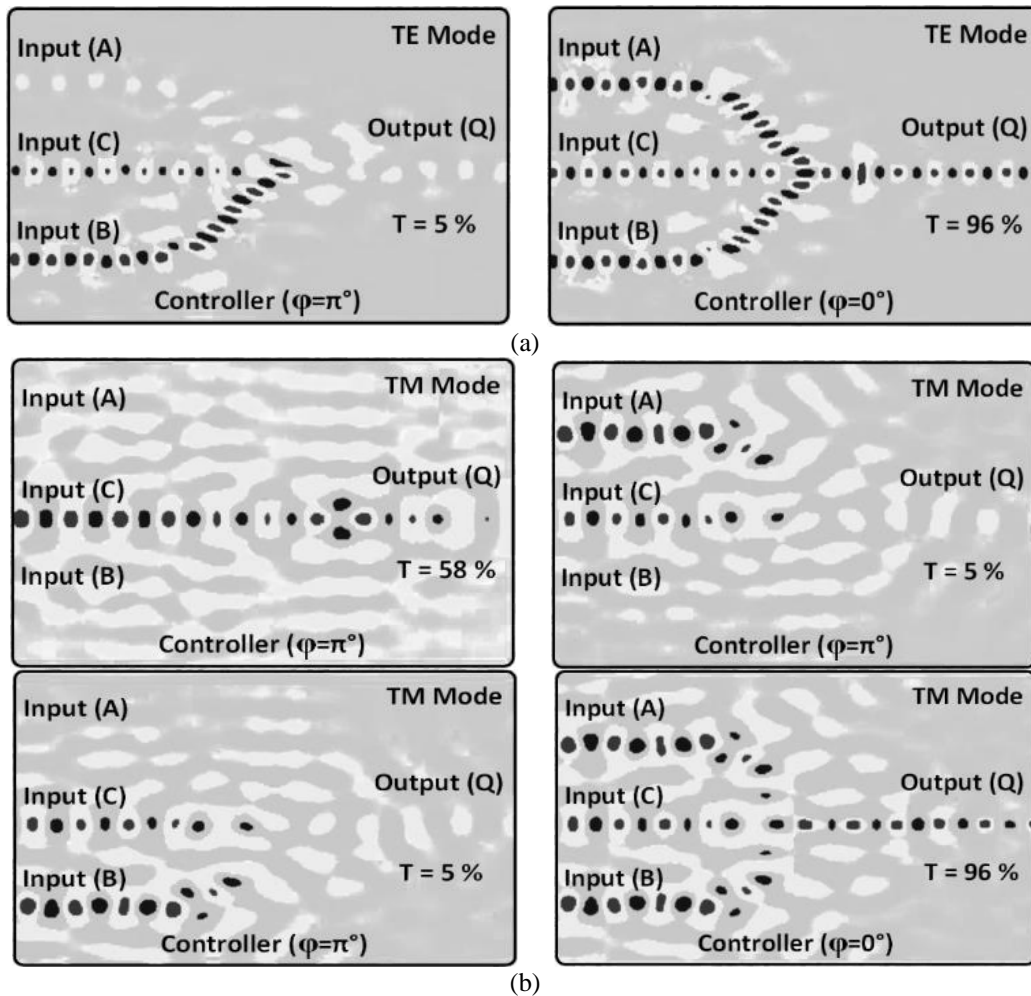 Input (A)
TE Mode
Input (C)
Output (Q)
Input (B)
T = 5 %
Controller (φ=π°)
Input (A)
TE Mode
Input (C)
Output (Q)
Input (B)
T = 96 %
Controller (φ=0°)
(a)
Input (A)
TM Mode
Input (C)
Output (Q)
Input (B)
T = 58 %
Controller (φ=π°)
Input (A)
TM Mode
Input (C)
Output (Q)
Input (B)
T = 5 %
Controller (φ=π°)
Input (A)
TM Mode
Input (C)
Output (Q)
Input (B)
T = 5 %
Controller (φ=π°)
Input (A)
TM Mode
Input (C)
Output (Q)
Input (B)
T = 96 %
Controller (φ=0°)
(b)